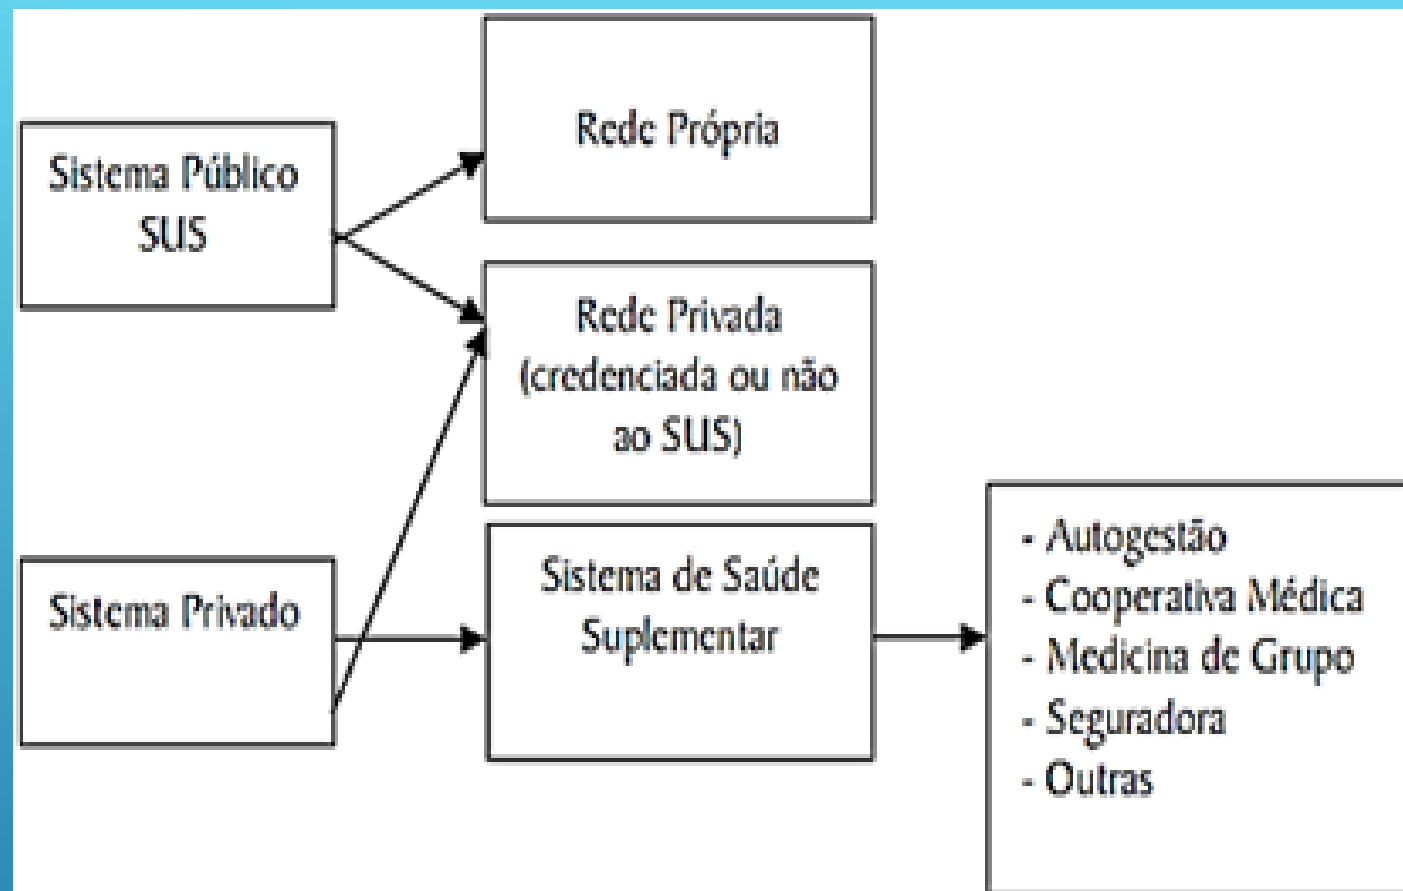 Sistema Público
SUS
Rede Própria
Rede Privada
(credenciada ou não
ao SUS)
Sistema Privado
Sistema de Saúde
Suplementar
- Autogestão
- Cooperativa Médica
- Medicina de Grupo
- Seguradora
- Outras